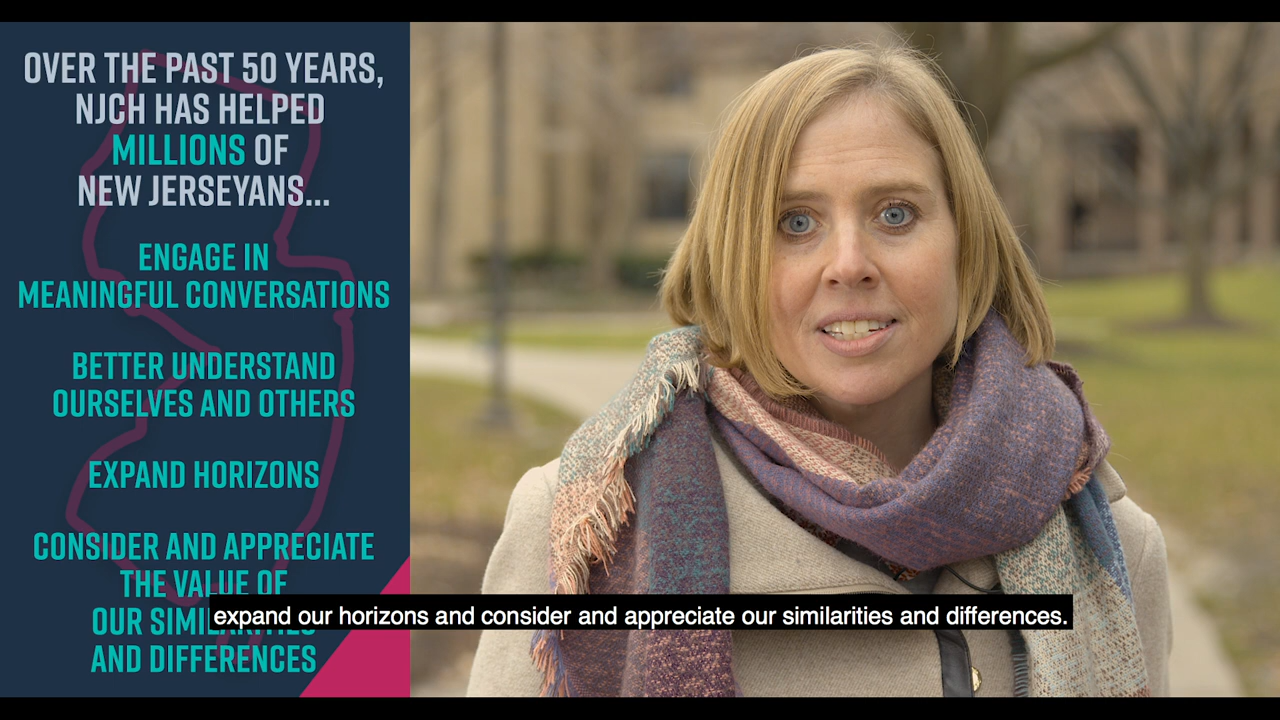 OVER THE PAST 50 YEARS,
NJCH HAS HELPED
MILLIONS OF
NEW JERSEYANS...
ENGAGE IN
MEANINGFUL CONVERSATIONS
BETTER UNDERSTAND
OURSELVES AND OTHERS
EXPAND HORIZONS
CONSIDER AND APPRECIATE
THE VALUE OF
OUR SIMILARITIES
AND DIFFERENCES
expand our horizons and consider and appreciate our similarities and differences.